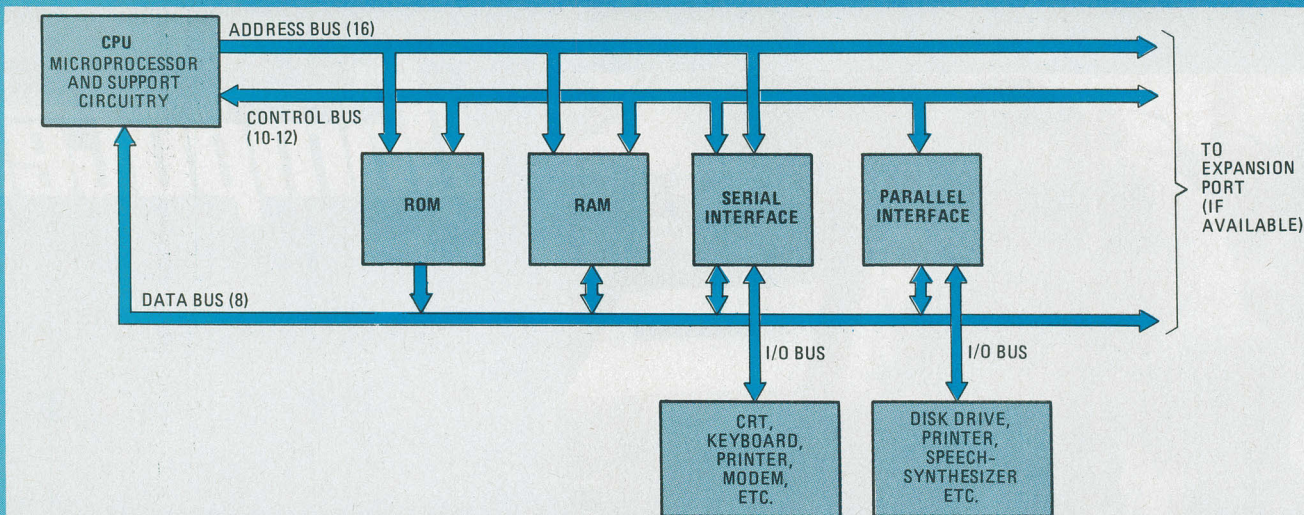 CPU
MICROPROCESSOR
AND SUPPORT
CIRCUITRY
ADDRESS BUS (16)
CONTROL BUS
(10-12)
ROM
RAM
SERIAL
INTERFACE
PARALLEL
INTERFACE
TO
EXPANSION
PORT
(IF
AVAILABLE)
DATA BUS (8)
I/O BUS
I/O BUS
CRT,
KEYBOARD,
PRINTER,
MODEM,
ETC.
DISK DRIVE,
PRINTER,
SPEECH-
SYNTHESIZER
ETC.